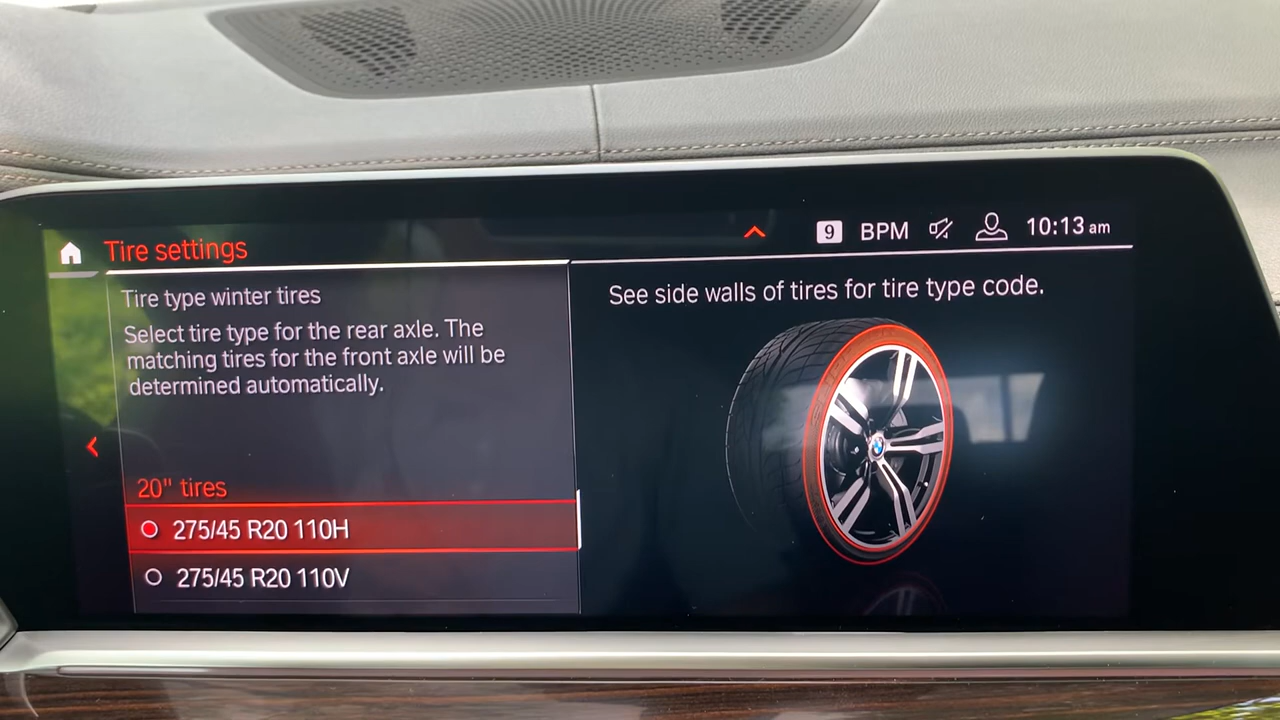 Tire settings
9 BPM 10:13 am
Tire type winter tires
Select tire type for the rear axle. The
matching tires for the front axle will be
determined automatically.
20" tires
275/45 R20 110H
275/45 R20 110V
See side walls of tires for tire type code.